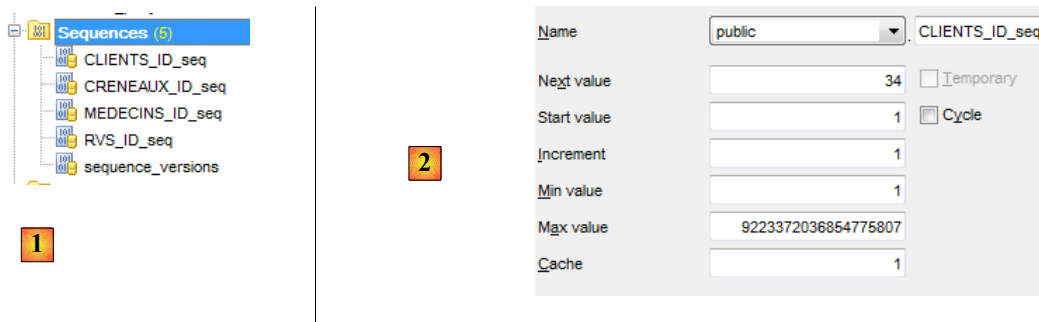 Sequences (5)
CLIENTS_ID_seq
CRENEAUX_ID_seq
MEDECINS_ID_seq
RVS_ID_seq
sequence_versions
1
2
Name public . CLIENTS_ID_seq
Next value 34 Temporary
Start value 1 Cycle
Increment 1
Min value 1
Max value 9223372036854775807
Cache 1